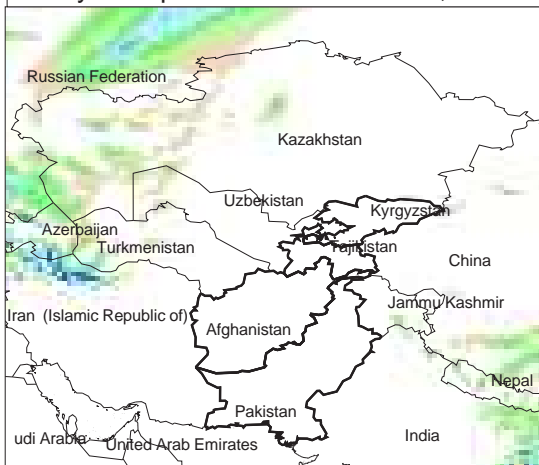 Russian Federation
Kazakhstan
Uzbekistan
Kyrgyzstan
Azerbaijan
Turkmenistan
Tajikistan
China
Jammu/Kashmir
Iran (Islamic Republic of)
Afghanistan
Nepal
Pakistan
udi Arabia
United Arab Emirates
India